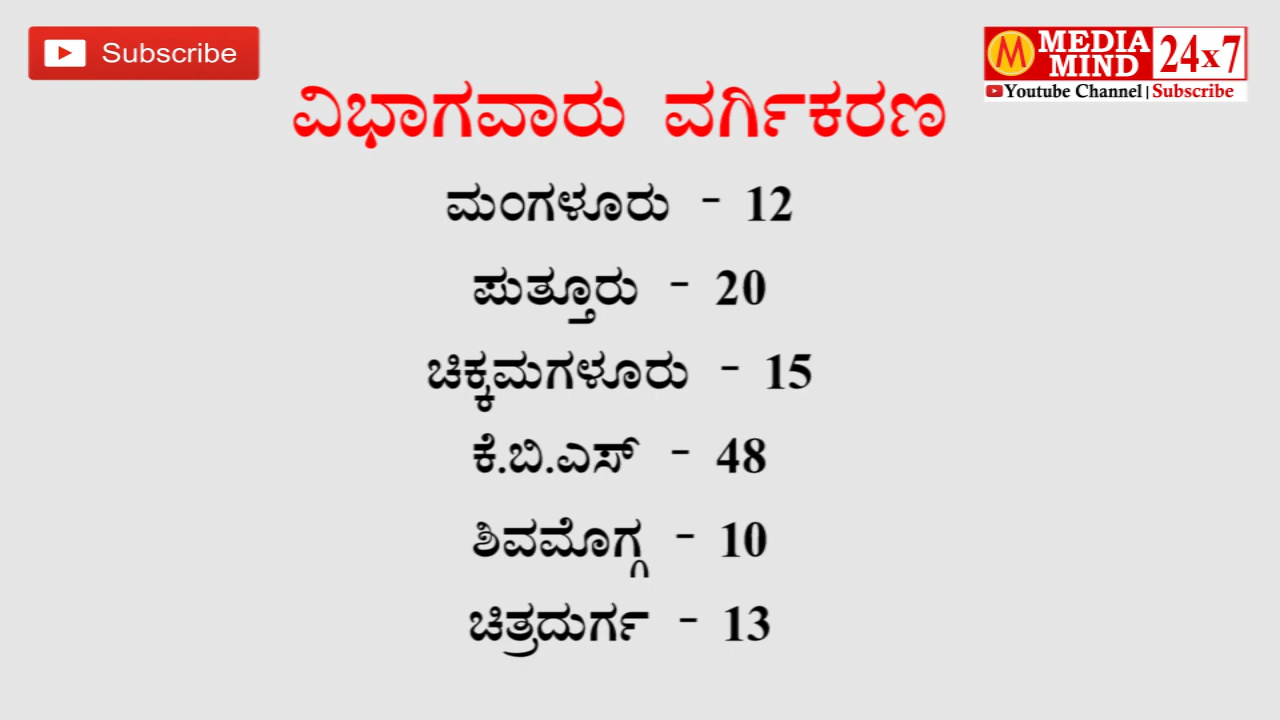 Subscribe
MEDIA MIND 24x7
Youtube Channel | Subscribe
ವಿಭಾಗವಾರು ವರ್ಗಿಕರಣ
ಮಂಗಳೂರು - 12
ಪುತ್ತೂರು - 20
ಚಿಕ್ಕಮಗಳೂರು - 15
ಕೆ.ಬಿ.ಎಸ್ - 48
ಶಿವಮೊಗ್ಗ - 10
ಚಿತ್ರದುರ್ಗ - 13